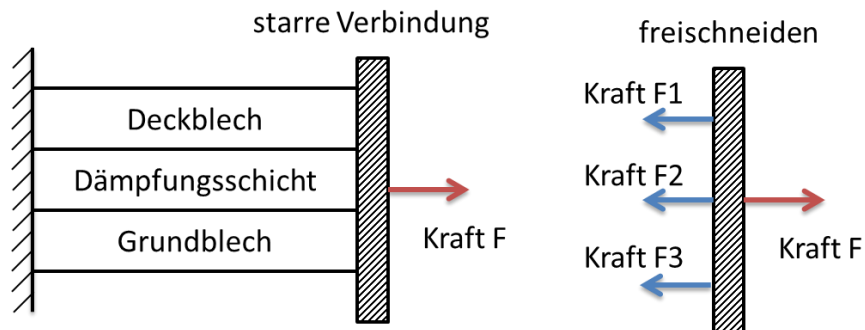 starre Verbindung
Deckblech
Dämpfungsschicht
Grundblech
Kraft F
freischneiden
Kraft F1
Kraft F2
Kraft F3
Kraft F